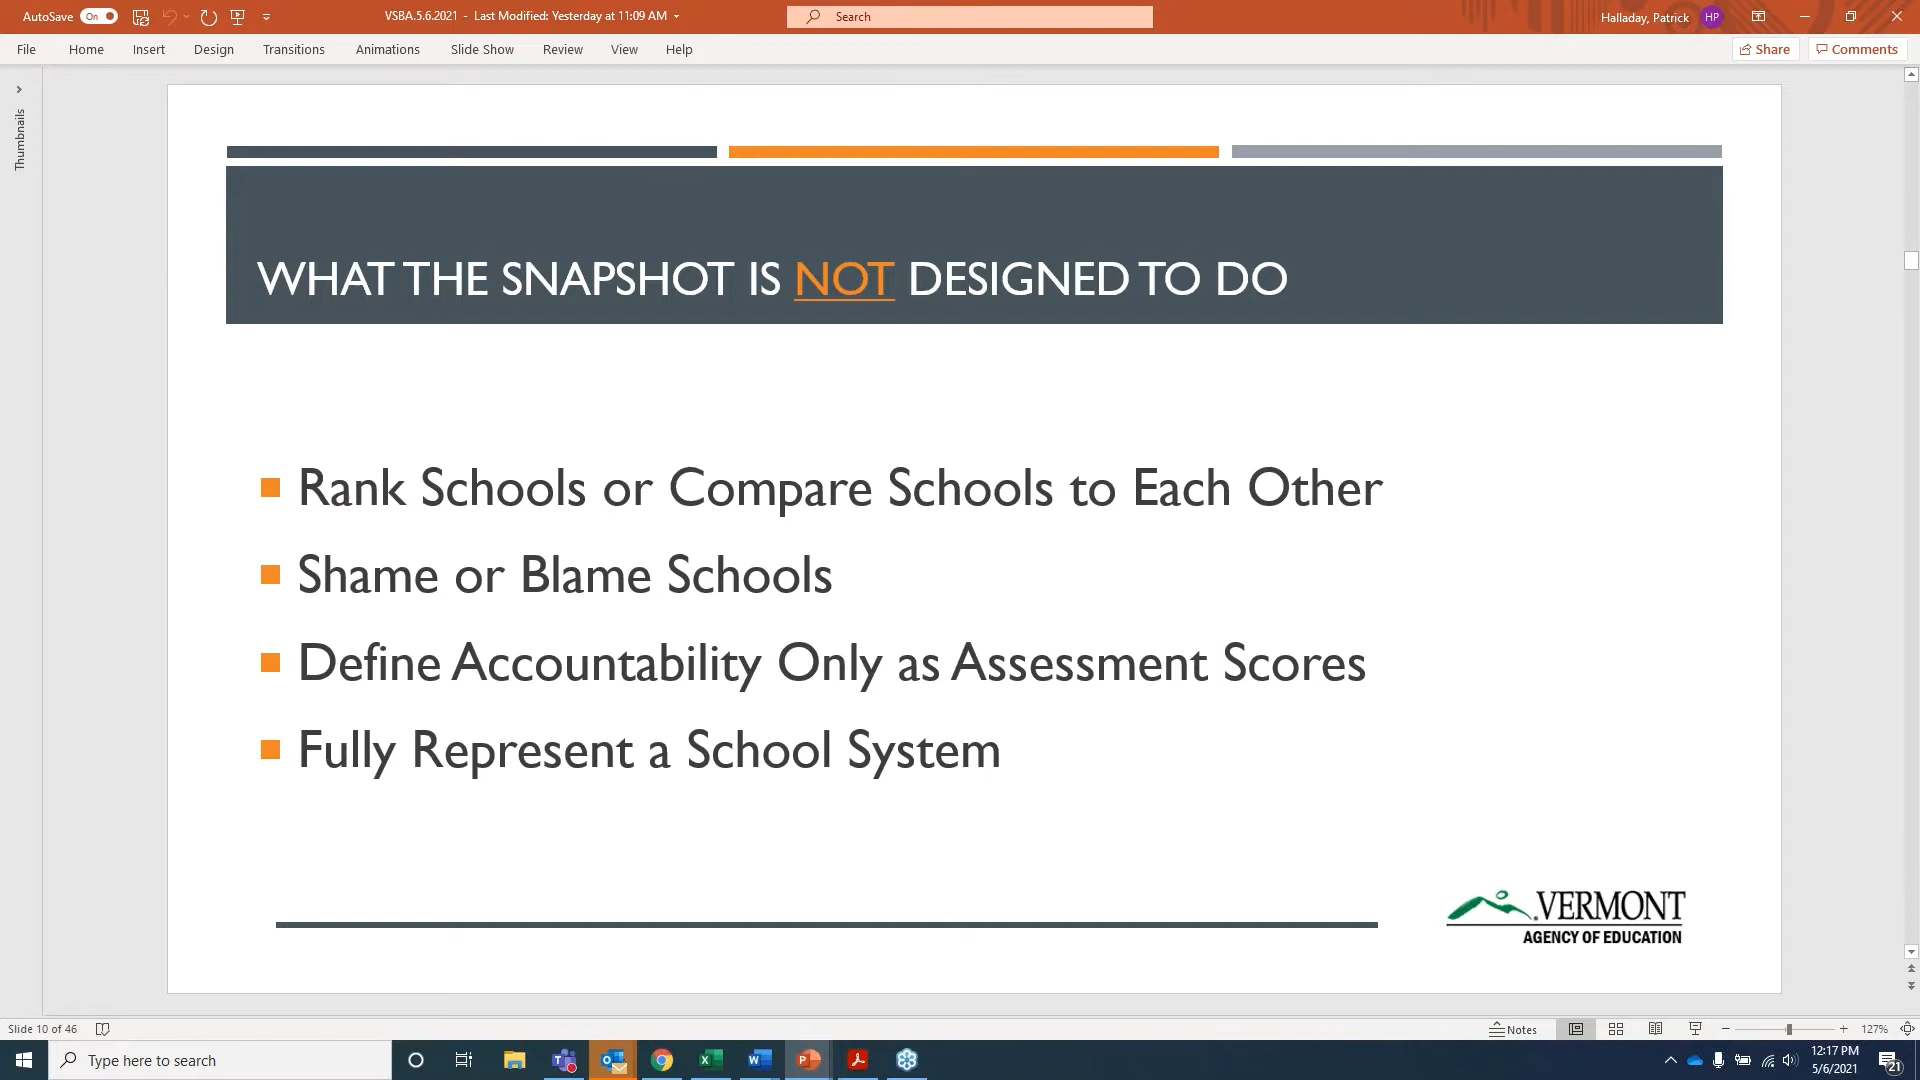 AutoSave On VSBA.5.6.2021 - Last Modified: Yesterday at 11:09 AM Search Halladay, Patrick HP
File Home Insert Design Transitions Animations Slide Show Review View Help Share Comments
Thumbnails
WHAT THE SNAPSHOT IS NOT DESIGNED TO DO
Rank Schools or Compare Schools to Each Other
Shame or Blame Schools
Define Accountability Only as Assessment Scores
Fully Represent a School System
VERMONT
AGENCY OF EDUCATION
Slide 10 of 46 Notes 127%
Type here to search 12:17 PM
5/6/2021 21